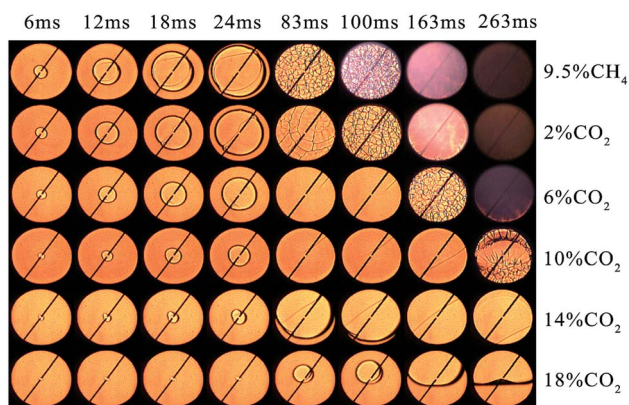 6ms 12ms 18ms 24ms 83ms 100ms 163ms 263ms
9.5%CH₄
2%CO₂
6%CO₂
10%CO₂
14%CO₂
18%CO₂